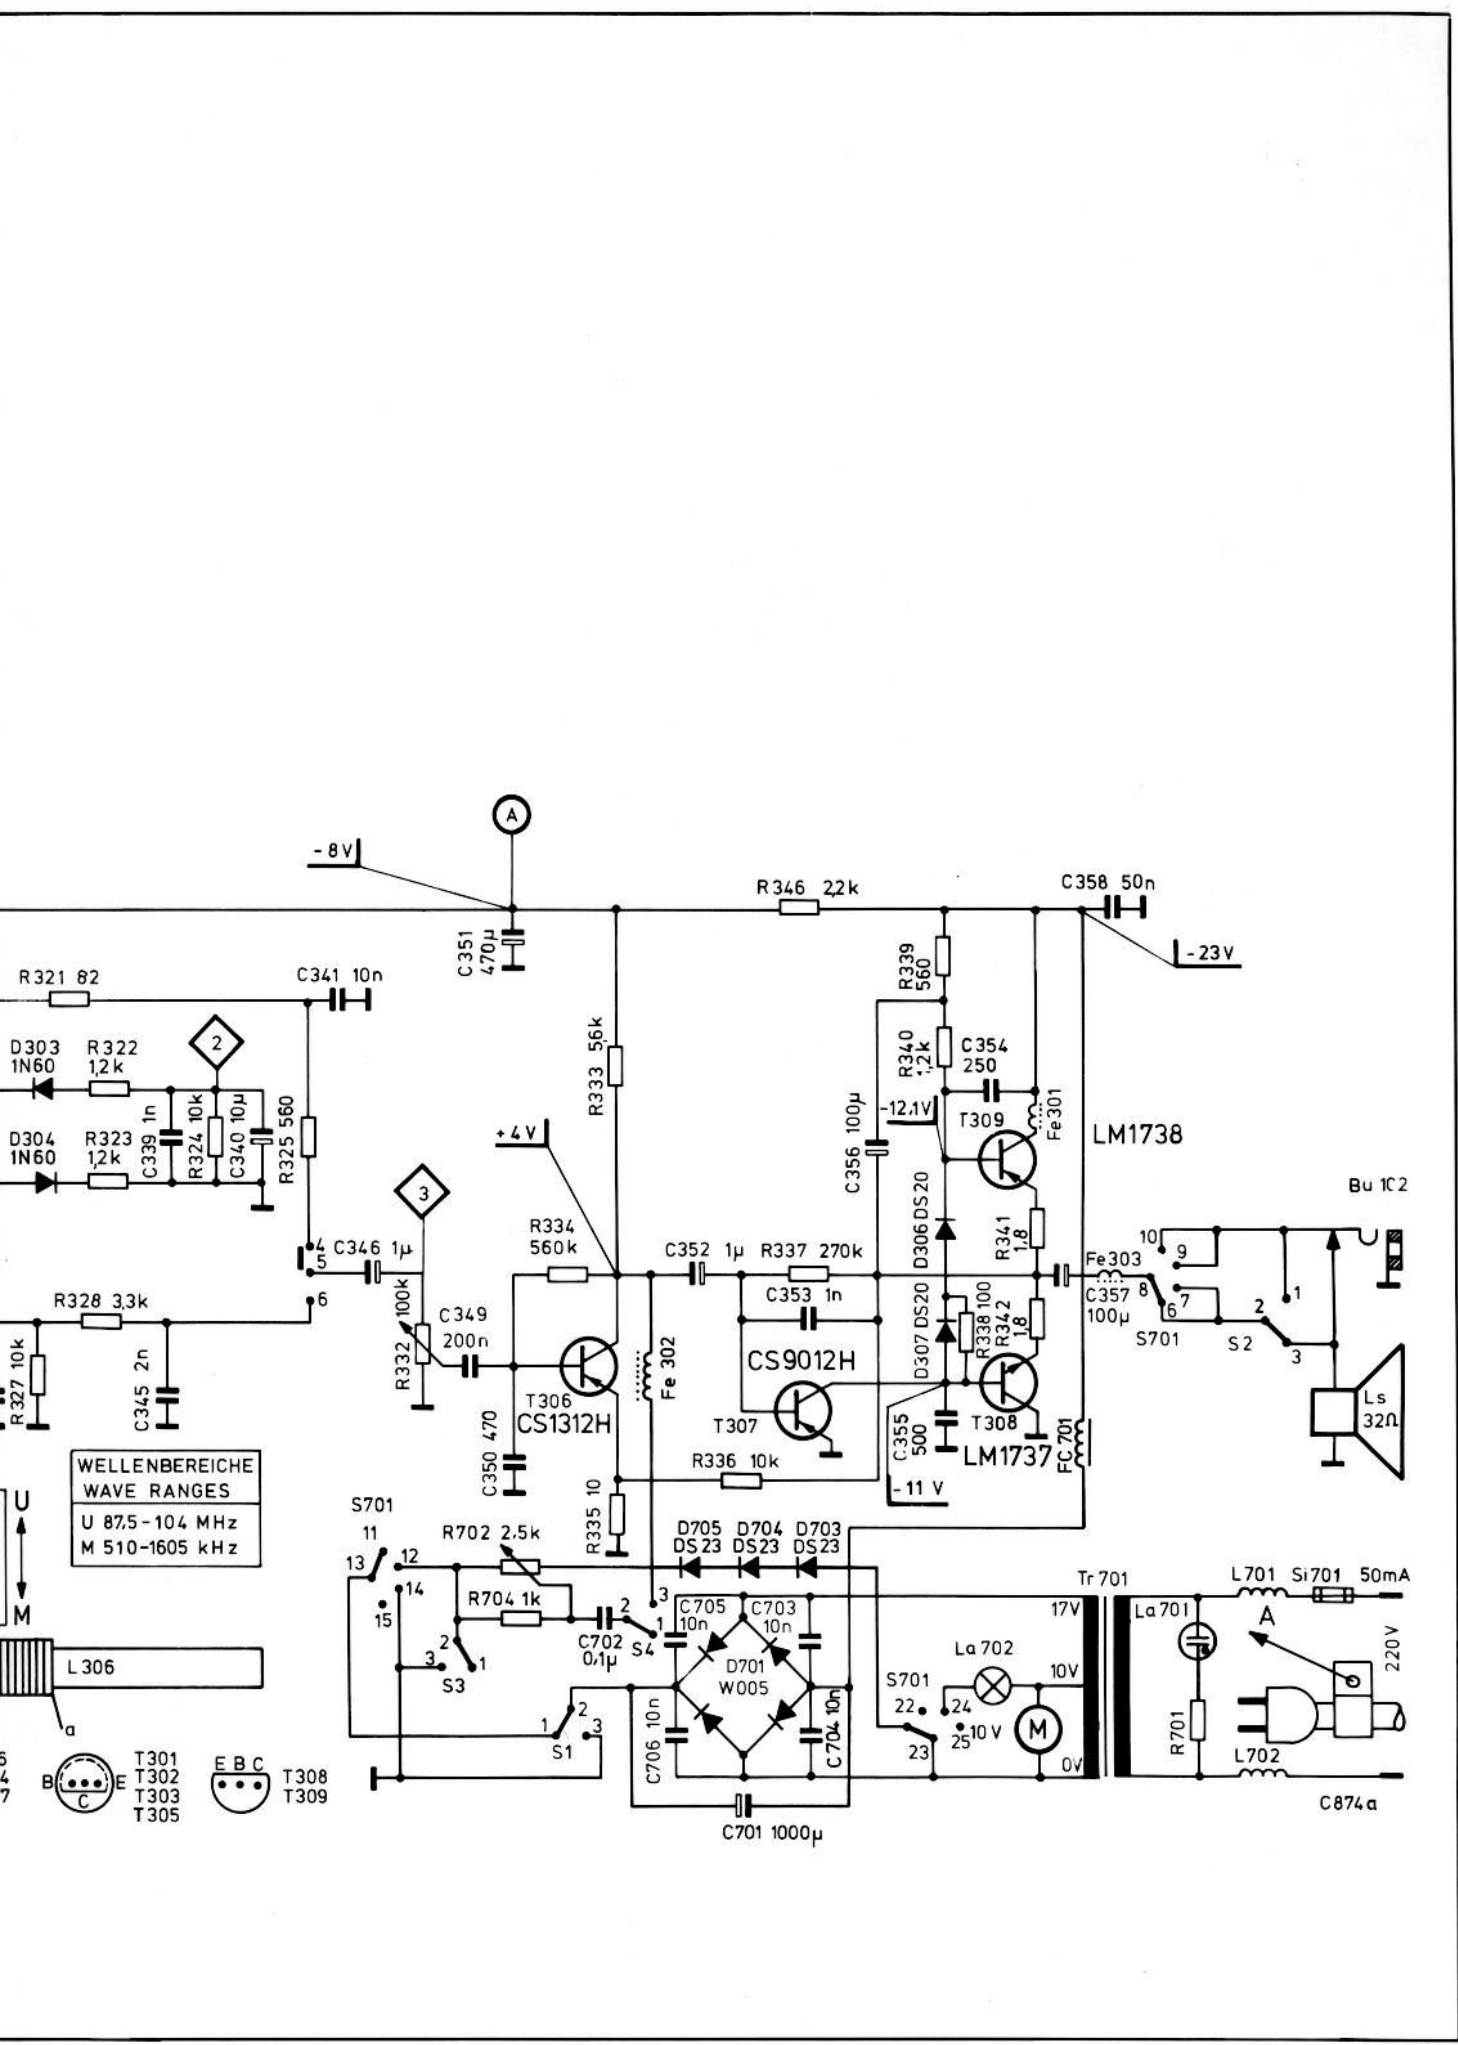 A
- 8V
R346 2,2k
C358 50n
C351
470µ
R339
560
- 23V
R321 82
C341 10n
2
D303
1N60
R322
1,2k
R333 5,6k
R340
C354
250
C339 1n
R324 10k
C340 10µ
R325 560
+ 4V
C356 100µ
-12,1V
T309
Fe301
LM1738
D304
1N60
R323
1,2k
3
Bu 102
R334
560k
D306 DS20
R341
1,8
4
5
6
C346 1µ
C352 1µ
R337 270k
Fe303
10
9
8
7
6
C357
100µ
S701
R328 3,3k
100k
R332
C349
200n
C353 1n
D307 DS20
R338 100
R342
1,8
1
2
S2
3
R327 10k
C345 2n
T306
CS1312H
Fe 302
CS9012H
T307
T308
LM1737
C355
500
FC701
Ls
32Ω
C350 470
R336 10k
- 11 V
WELLENBEREICHE
WAVE RANGES
U 87,5-104 MHz
M 510-1605 kHz
U
M
S701
11
13
12
14
15
R702 2.5k
R335 10
D705
DS23
D704
DS23
D703
DS23
R704 1k
C702
0,1µ
2
3
1
S4
C705
10n
C703
10n
Tr 701
17V
L701
Si701
50mA
La701
A
L306
a
2
3
1
S3
D701
W005
La 702
10V
S701
22
24
25
10 V
23
M
220V
1
2
3
S1
C706 10n
C704 10n
0V
R701
L702
6
4
7
B
E
C
T301
T302
T303
T305
E B C
T308
T309
C701 1000µ
C874a